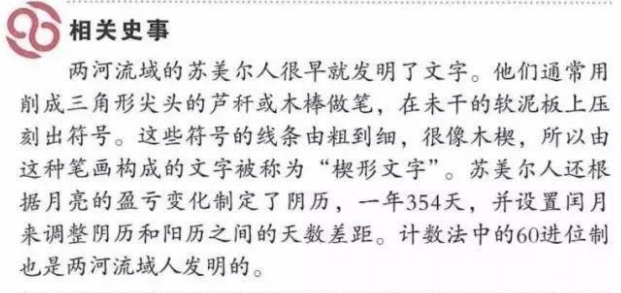 相关史事
两河流域的苏美尔人很早就发明了文字。他们通常用
削成三角形尖头的芦秆或木棒做笔，在未干的软泥板上压
刻出符号。这些符号的线条由粗到细，很像木楔，所以由
这种笔画构成的文字被称为“楔形文字”。苏美尔人还根
据月亮的盈亏变化制定了阴历，一年354天，并设置闰月
来调整阴历和阳历之间的天数差距。计数法中的60进位制
也是两河流域人发明的。